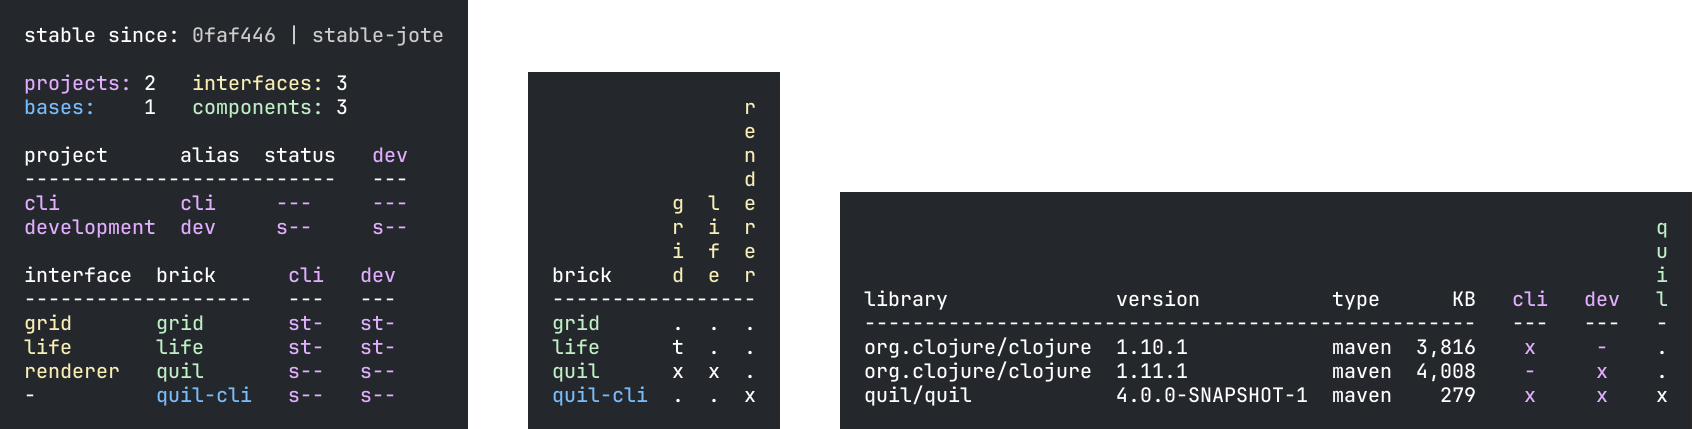 stable since: 0faf446 | stable-jote
projects: 2   interfaces: 3
bases:    1   components: 3
project      alias  status   dev
--------------------------   ---
cli          cli     ---     ---
development  dev     s--     s--
interface  brick      cli   dev
-------------------   ---   ---
grid       grid       st-   st-
life       life       st-   st-
renderer   quil       s--   s--
-          quil-cli   s--   s--
brick  grid  life  renderer
-----------------
grid      .  .  .
life      t  .  .
quil      x  x  .
quil-cli  .  .  x
library              version           type      KB   cli   dev   quil
---------------------------------------------------   ---   ---   -
org.clojure/clojure  1.10.1            maven  3,816    x     -    .
org.clojure/clojure  1.11.1            maven  4,008    -     x    .
quil/quil            4.0.0-SNAPSHOT-1  maven    279    x     x    x